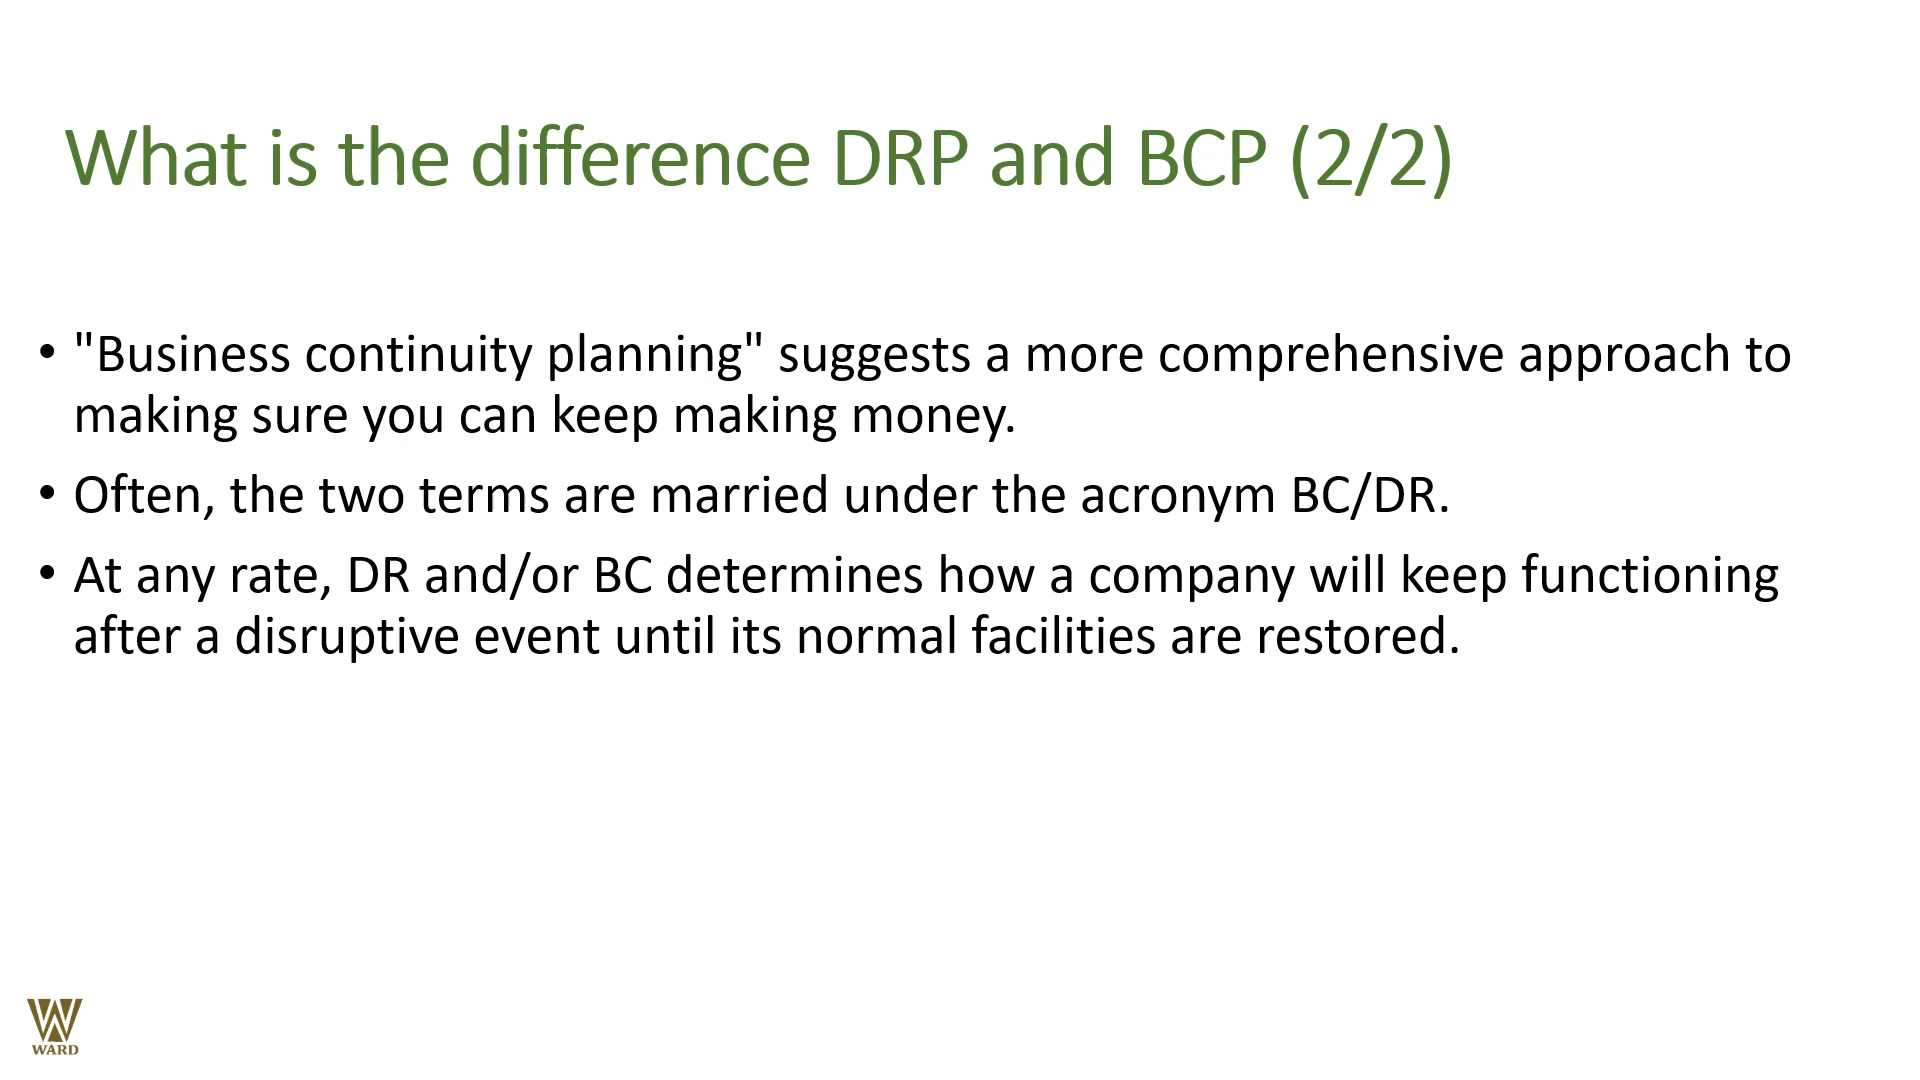 What is the difference DRP and BCP (2/2)
• "Business continuity planning" suggests a more comprehensive approach to
making sure you can keep making money.
• Often, the two terms are married under the acronym BC/DR.
• At any rate, DR and/or BC determines how a company will keep functioning
after a disruptive event until its normal facilities are restored.
WARD